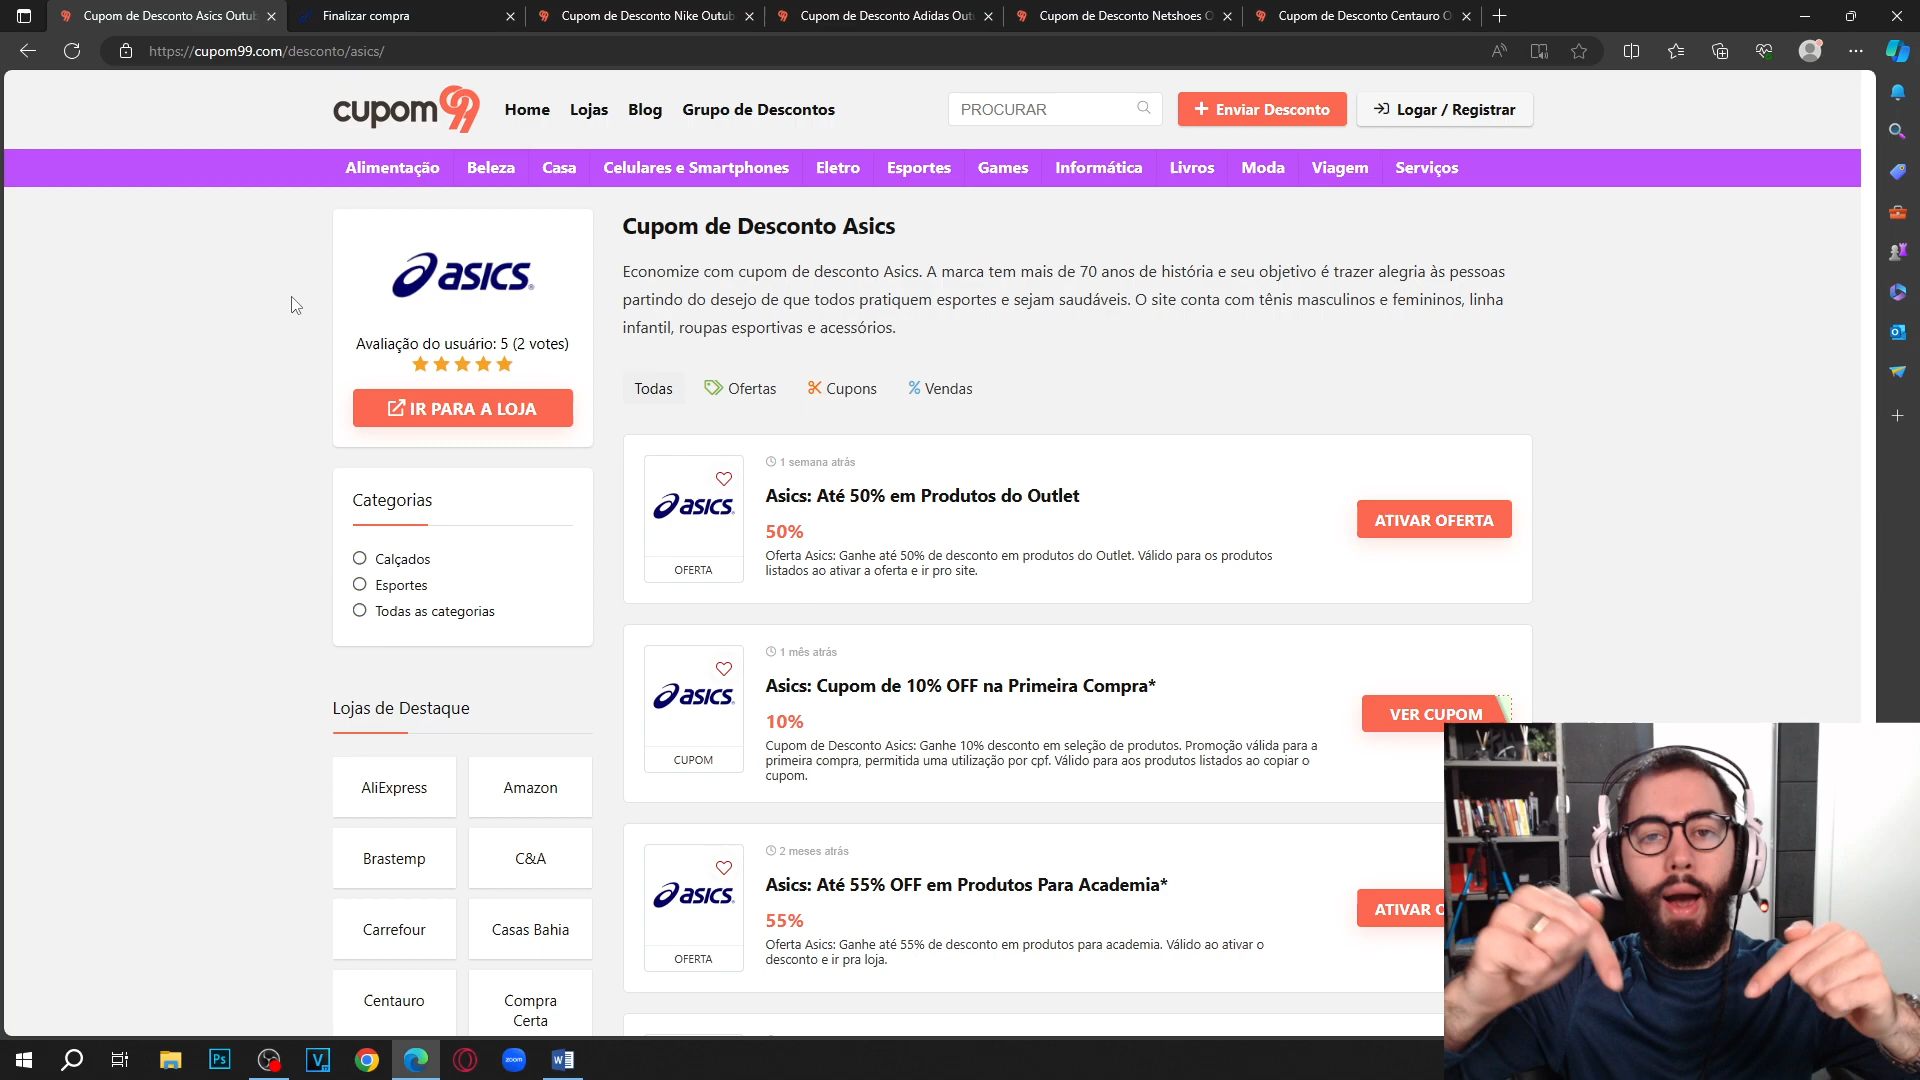 Cupom de Desconto Asics Outub
Finalizar compra
Cupom de Desconto Nike Outub
Cupom de Desconto Adidas Out
Cupom de Desconto Netshoes O
Cupom de Desconto Centauro O
https://cupom99.com/desconto/asics/
cupom99
Home
Lojas
Blog
Grupo de Descontos
PROCURAR
+ Enviar Desconto
Logar / Registrar
Alimentação
Beleza
Casa
Celulares e Smartphones
Eletro
Esportes
Games
Informática
Livros
Moda
Viagem
Serviços
asics
Avaliação do usuário: 5 (2 votes)
IR PARA A LOJA
Categorias
Calçados
Esportes
Todas as categorias
Lojas de Destaque
AliExpress
Amazon
Brastemp
C&A
Carrefour
Casas Bahia
Centauro
Compra
Certa
Cupom de Desconto Asics
Economize com cupom de desconto Asics. A marca tem mais de 70 anos de história e seu objetivo é trazer alegria às pessoas
partindo do desejo de que todos pratiquem esportes e sejam saudáveis. O site conta com tênis masculinos e femininos, linha
infantil, roupas esportivas e acessórios.
Todas
Ofertas
Cupons
% Vendas
asics
OFERTA
1 semana atrás
Asics: Até 50% em Produtos do Outlet
50%
Oferta Asics: Ganhe até 50% de desconto em produtos do Outlet. Válido para os produtos
listados ao ativar a oferta e ir pro site.
ATIVAR OFERTA
asics
CUPOM
1 mês atrás
Asics: Cupom de 10% OFF na Primeira Compra*
10%
Cupom de Desconto Asics: Ganhe 10% desconto em seleção de produtos. Promoção válida para a
primeira compra, permitida uma utilização por cpf. Válido para aos produtos listados ao copiar o
cupom.
VER CUPOM
asics
OFERTA
2 meses atrás
Asics: Até 55% OFF em Produtos Para Academia*
55%
Oferta Asics: Ganhe até 55% de desconto em produtos para academia. Válido ao ativar o
desconto e ir pra loja.
ATIVAR O
Ps
V
zoom
W